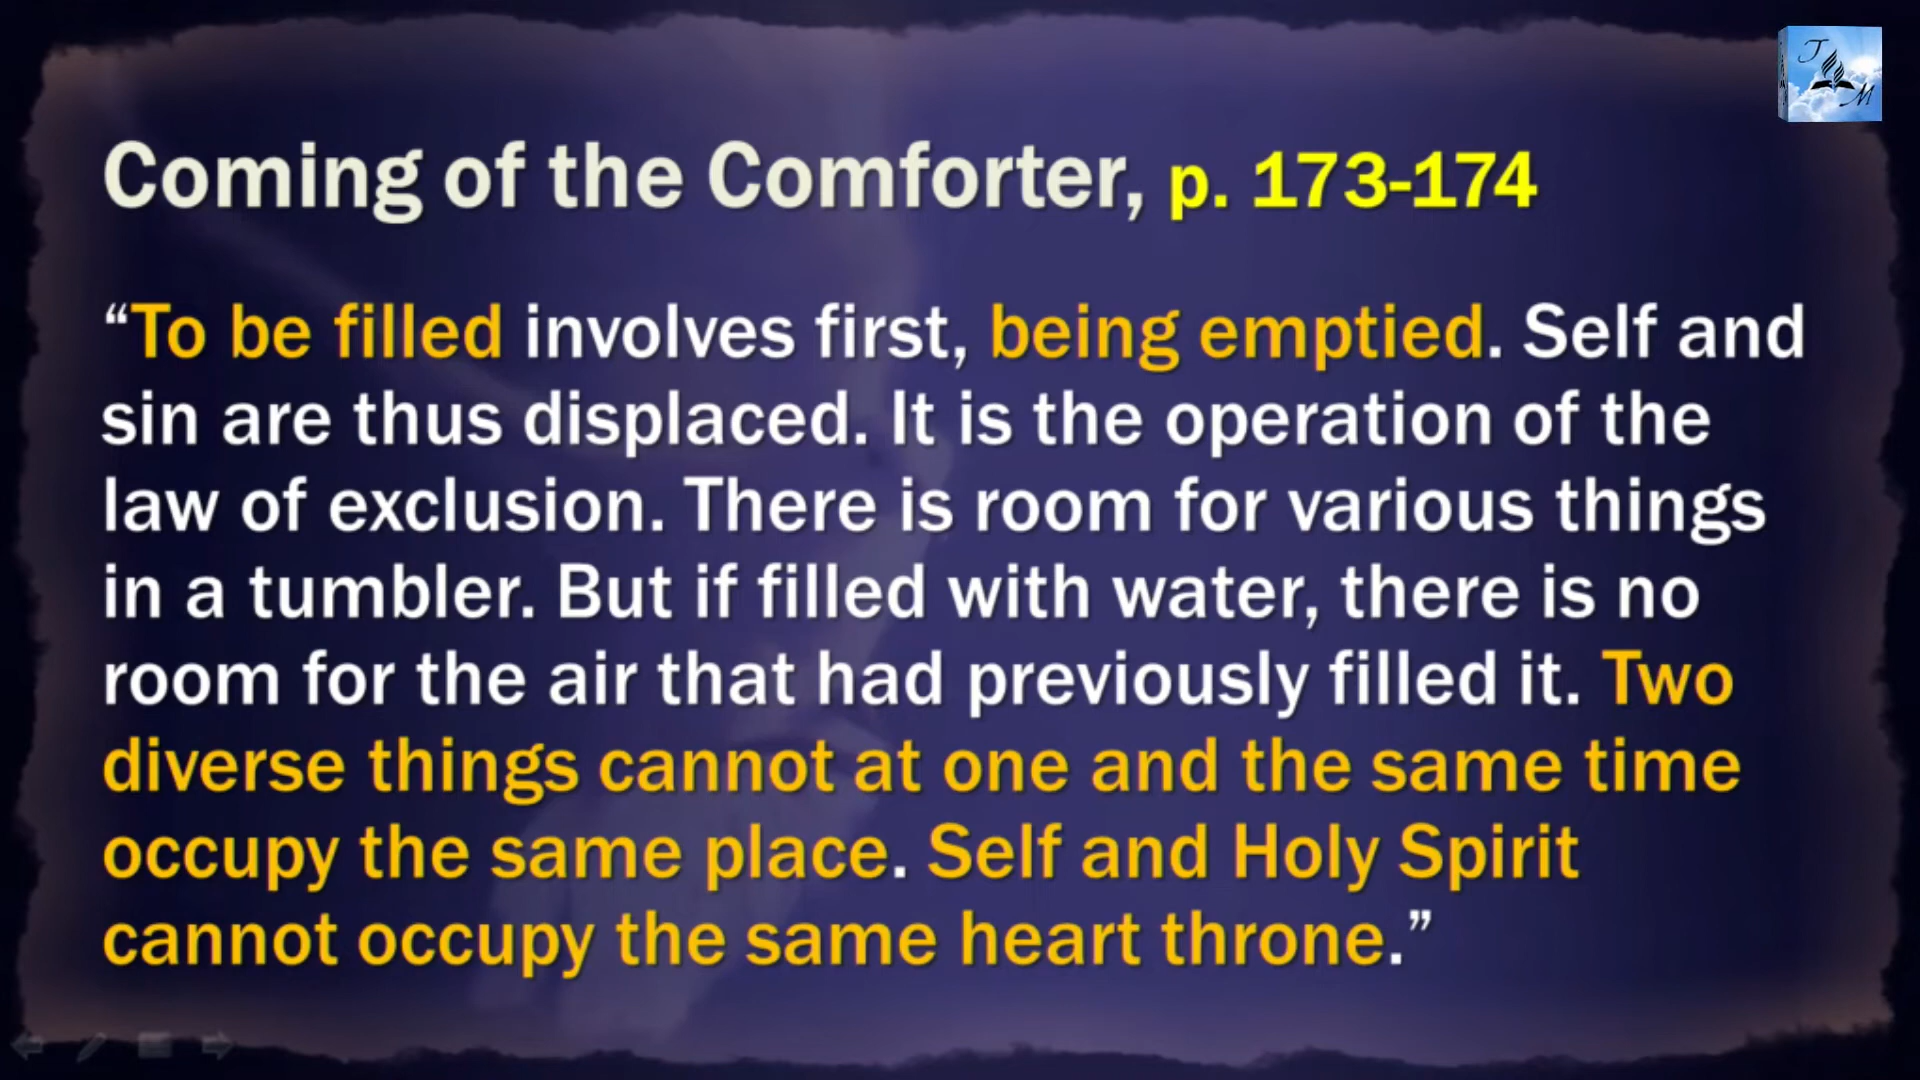 Coming of the Comforter, p. 173-174
“To be filled involves first, being emptied. Self and
sin are thus displaced. It is the operation of the
law of exclusion. There is room for various things
in a tumbler. But if filled with water, there is no
room for the air that had previously filled it. Two
diverse things cannot at one and the same time
occupy the same place. Self and Holy Spirit
cannot occupy the same heart throne.”
J M